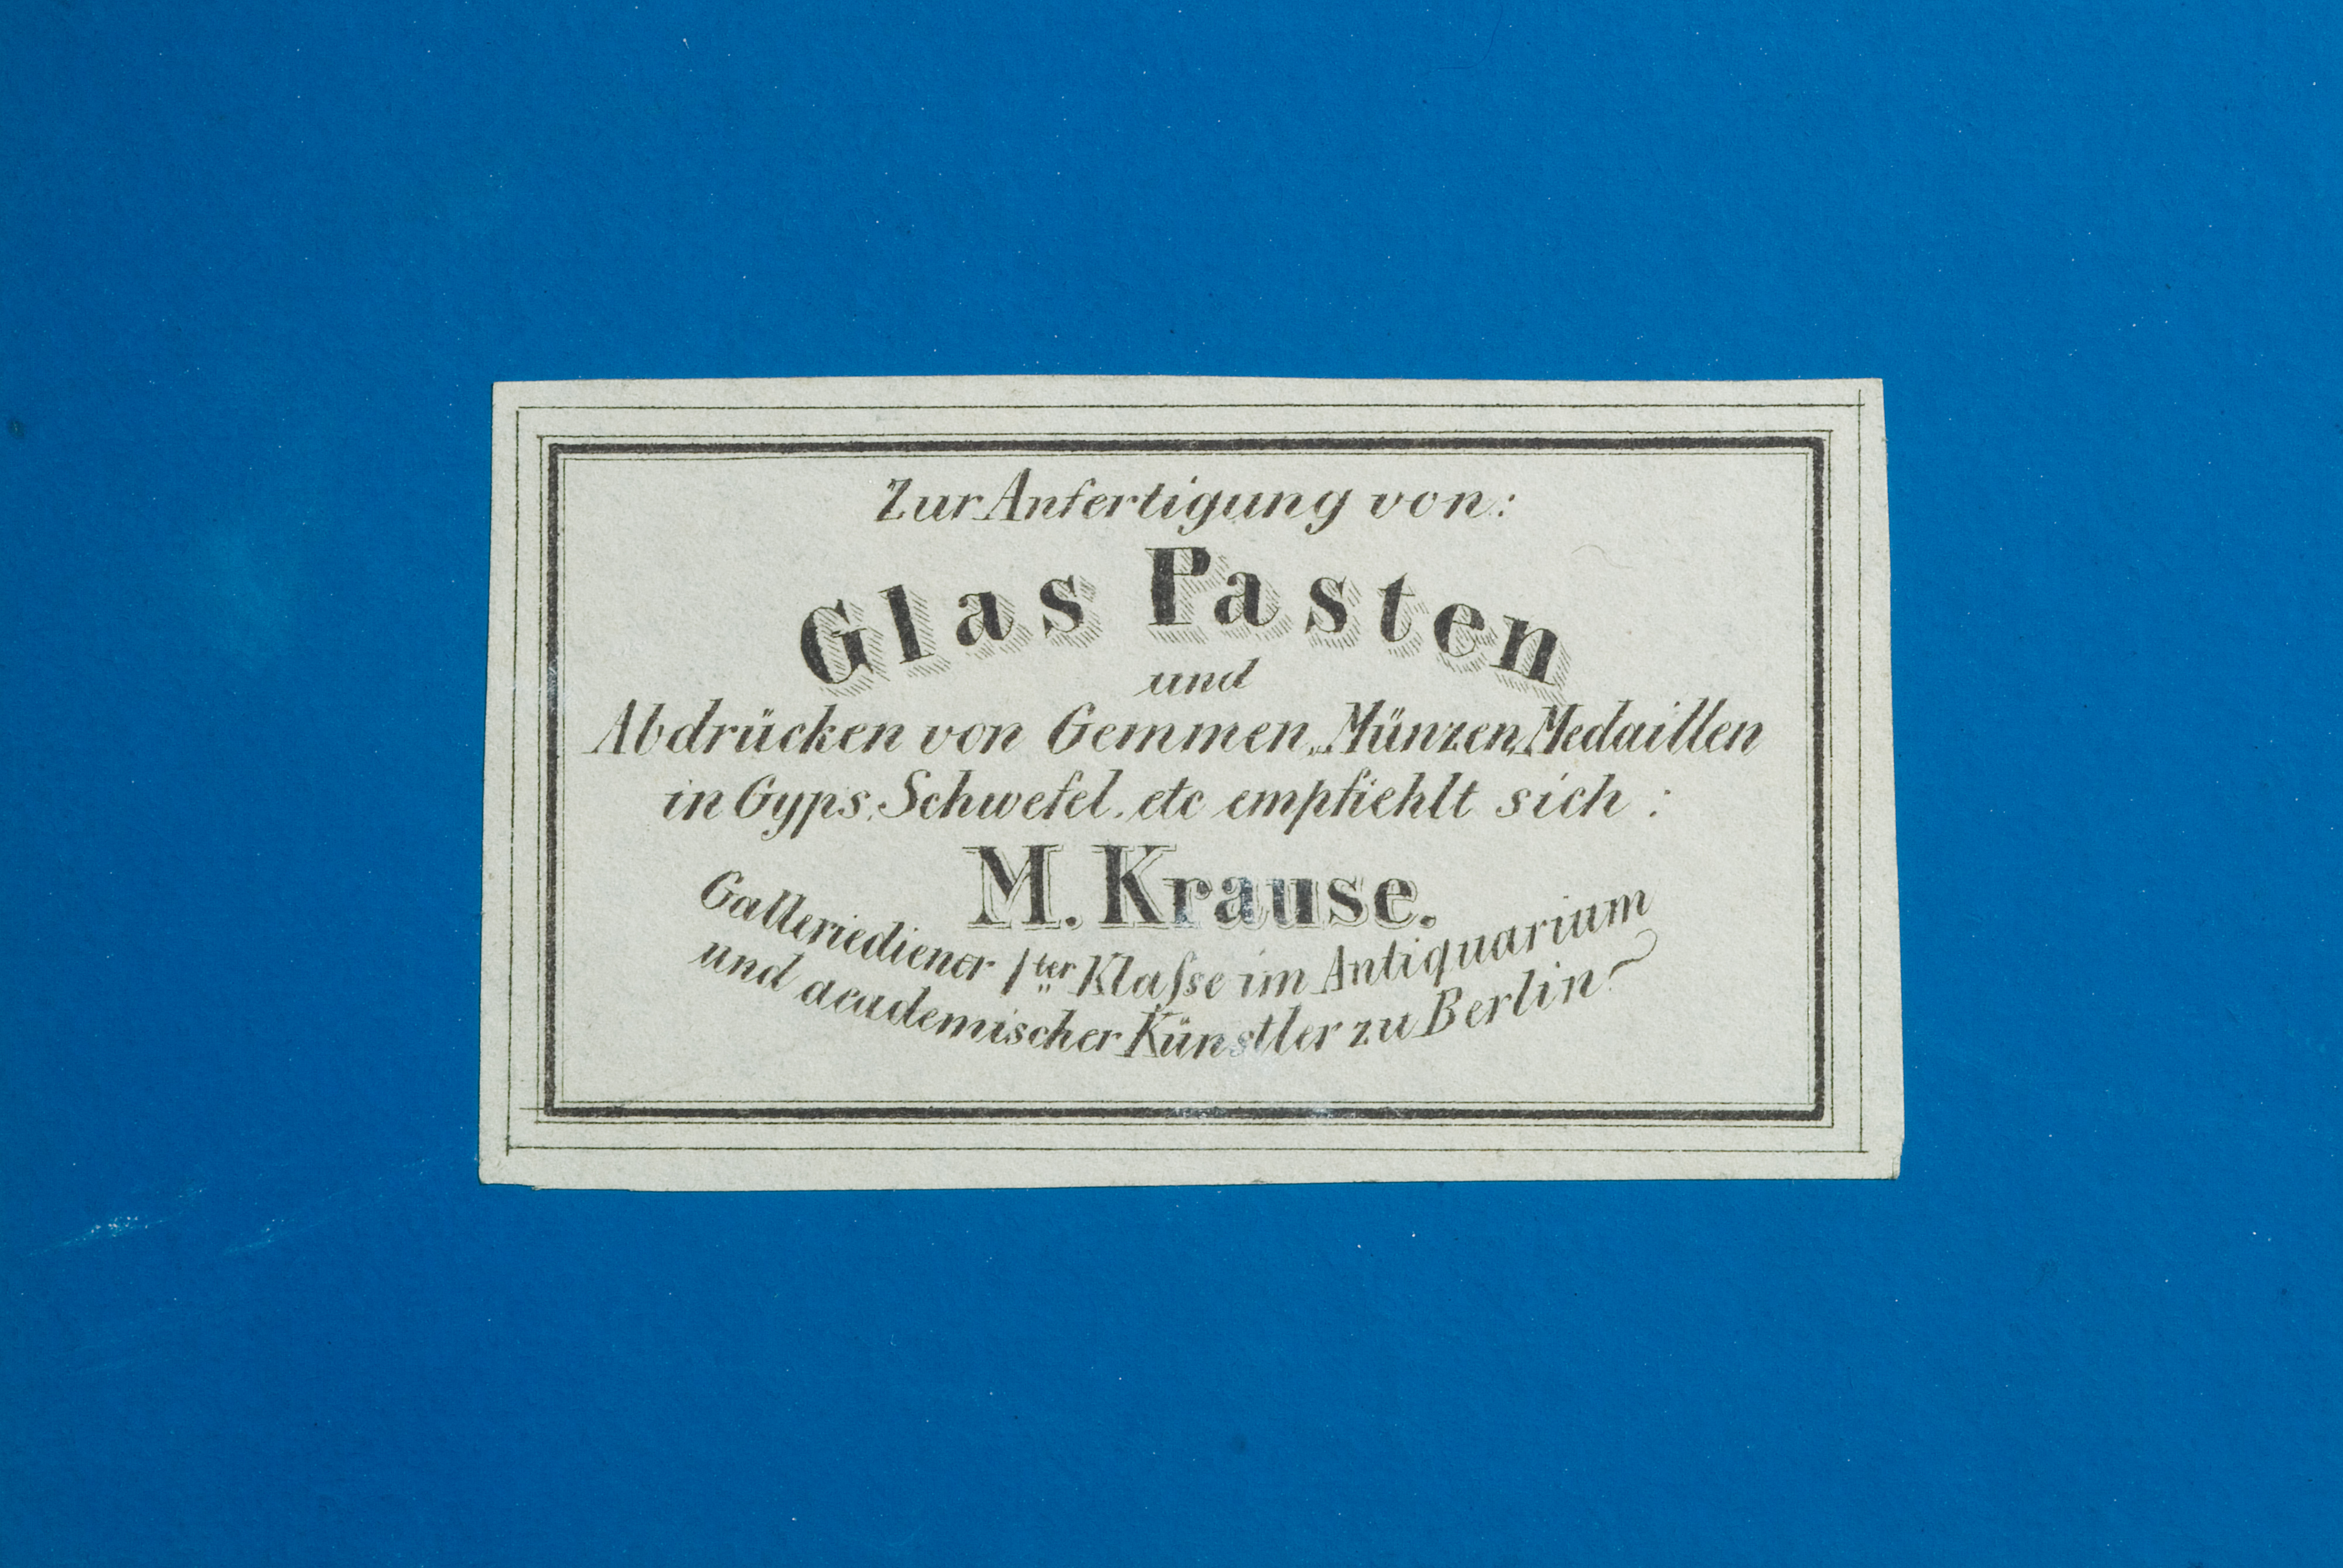 Zur Anfertigung von:
Glas Pasten
und
Abdrücken von Gemmen, Münzen, Medaillen
in Gyps, Schwefel, etc empfiehlt sich :
M. Krause.
Galleriediener 1ter Klaſse im Antiquarium
und academischer Künstler zu Berlin